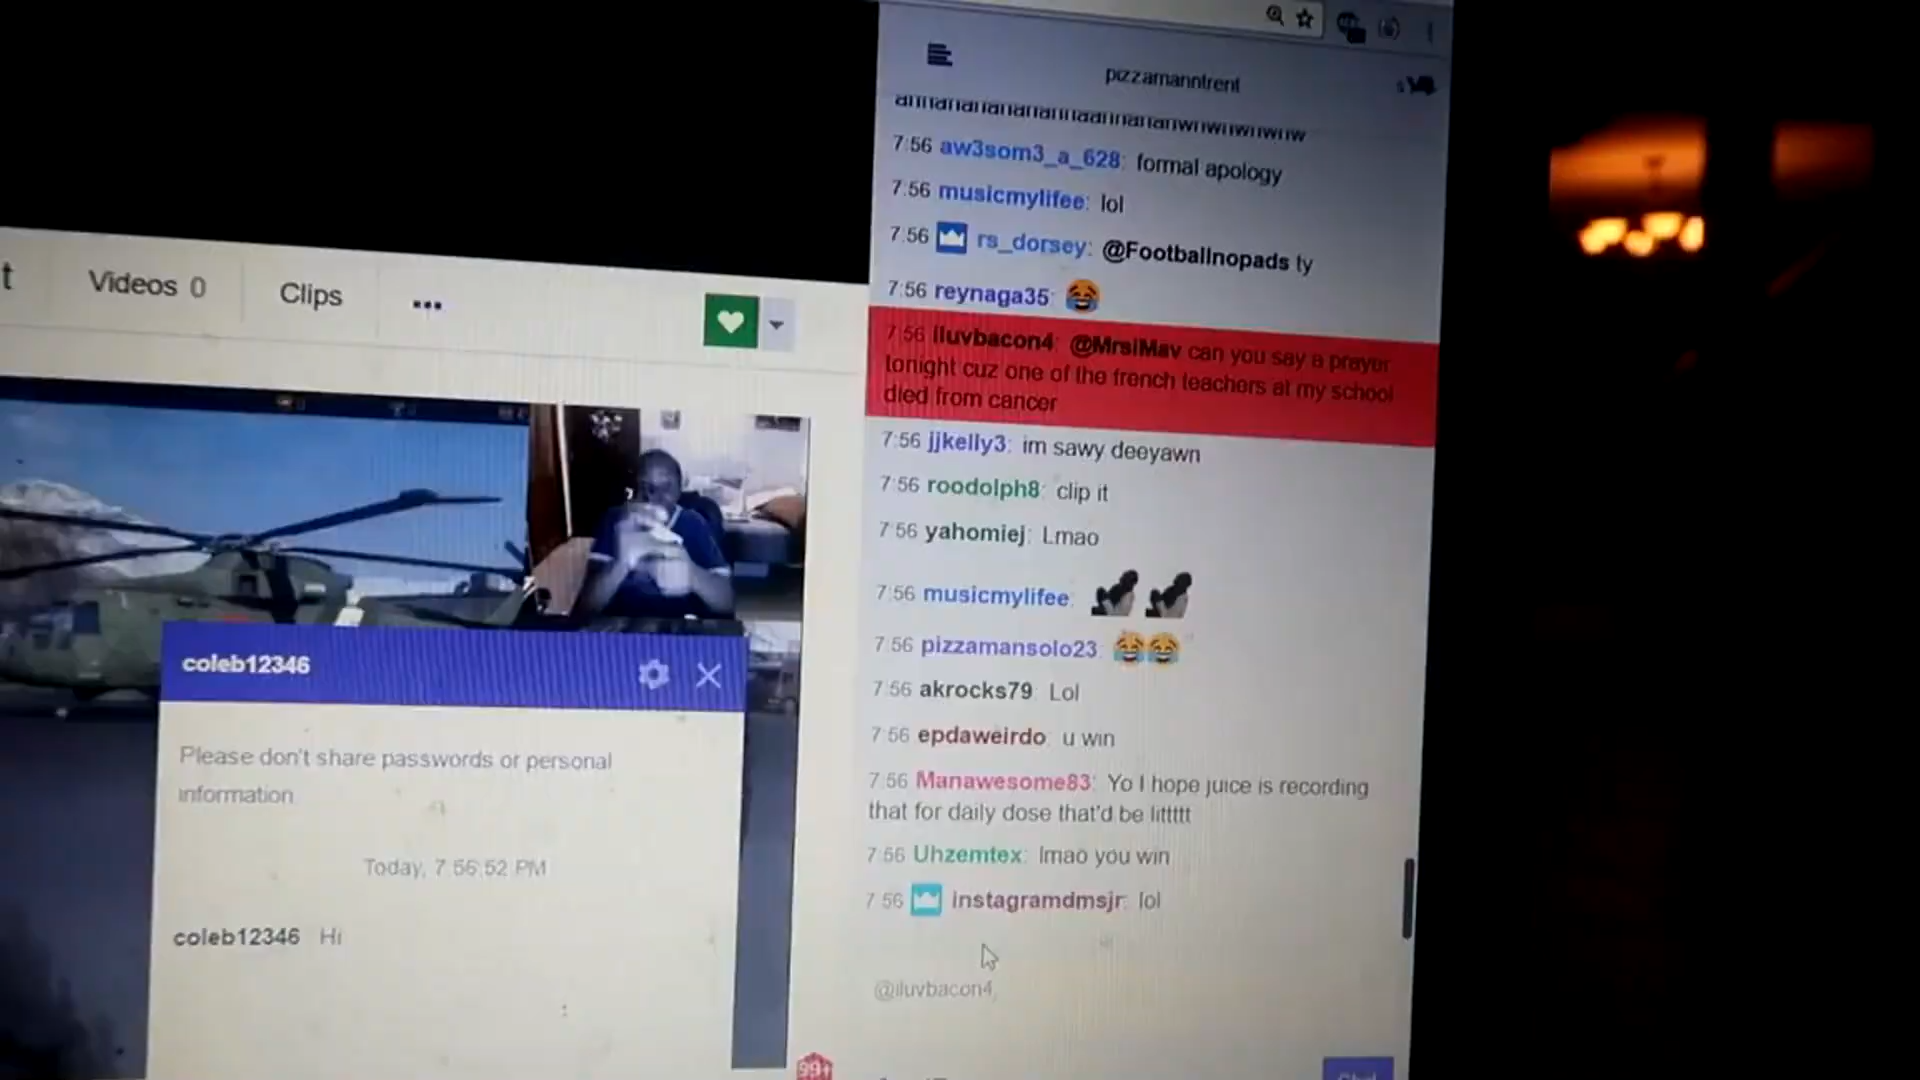 pizzamanntrent
7:56 aw3som3_a_628: formal apology
7:56 musicmylifee: lol
7:56 rs_dorsey: @Footballnopads ty
7:56 reynaga35: 😂
7:56 iluvbacon4: @MrsiMav can you say a prayer
tonight cuz one of the french teachers at my school
died from cancer
7:56 jjkelly3: im sawy deeyawn
7:56 roodolph8: clip it
7:56 yahomiej: Lmao
7:56 musicmylifee:
7:56 pizzamansolo23: 😂😂
7:56 akrocks79: Lol
7:56 epdaweirdo: u win
7:56 Manawesome83: Yo I hope juice is recording
that for daily dose that'd be littttt
7:56 Uhzemtex: lmao you win
7:56 instagramdmsjr: lol
@iluvbacon4,
t Videos 0 Clips ...
coleb12346
Please don't share passwords or personal
information
Today, 7:56:52 PM
coleb12346 Hi
99+